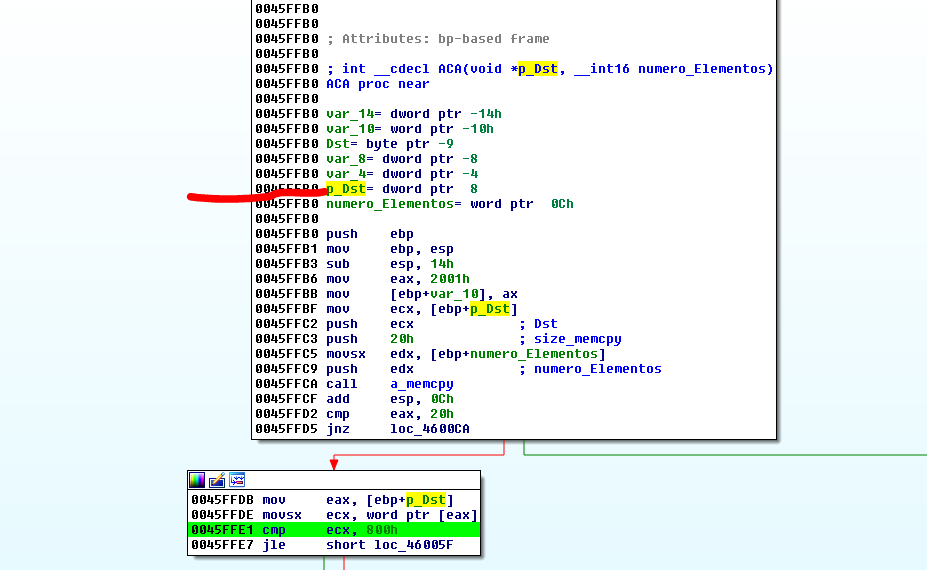 0045FFB0
0045FFB0
0045FFB0 ; Attributes: bp-based frame
0045FFB0
0045FFB0 ; int __cdecl ACA(void *p_Dst, __int16 numero_Elementos)
0045FFB0 ACA proc near
0045FFB0
0045FFB0 var_14= dword ptr -14h
0045FFB0 var_10= word ptr -10h
0045FFB0 Dst= byte ptr -9
0045FFB0 var_8= dword ptr -8
0045FFB0 var_4= dword ptr -4
0045FFB0 p_Dst= dword ptr  8
0045FFB0 numero_Elementos= word ptr  0Ch
0045FFB0
0045FFB0 push    ebp
0045FFB1 mov     ebp, esp
0045FFB3 sub     esp, 14h
0045FFB6 mov     eax, 2001h
0045FFBB mov     [ebp+var_10], ax
0045FFBF mov     ecx, [ebp+p_Dst]
0045FFC2 push    ecx             ; Dst
0045FFC3 push    20h             ; size_memcpy
0045FFC5 movsx   edx, [ebp+numero_Elementos]
0045FFC9 push    edx             ; numero_Elementos
0045FFCA call    a_memcpy
0045FFCF add     esp, 0Ch
0045FFD2 cmp     eax, 20h
0045FFD5 jnz     loc_4600CA
0045FFDB mov     eax, [ebp+p_Dst]
0045FFDE movsx   ecx, word ptr [eax]
0045FFE1 cmp     ecx, 800h
0045FFE7 jle     short loc_46005F